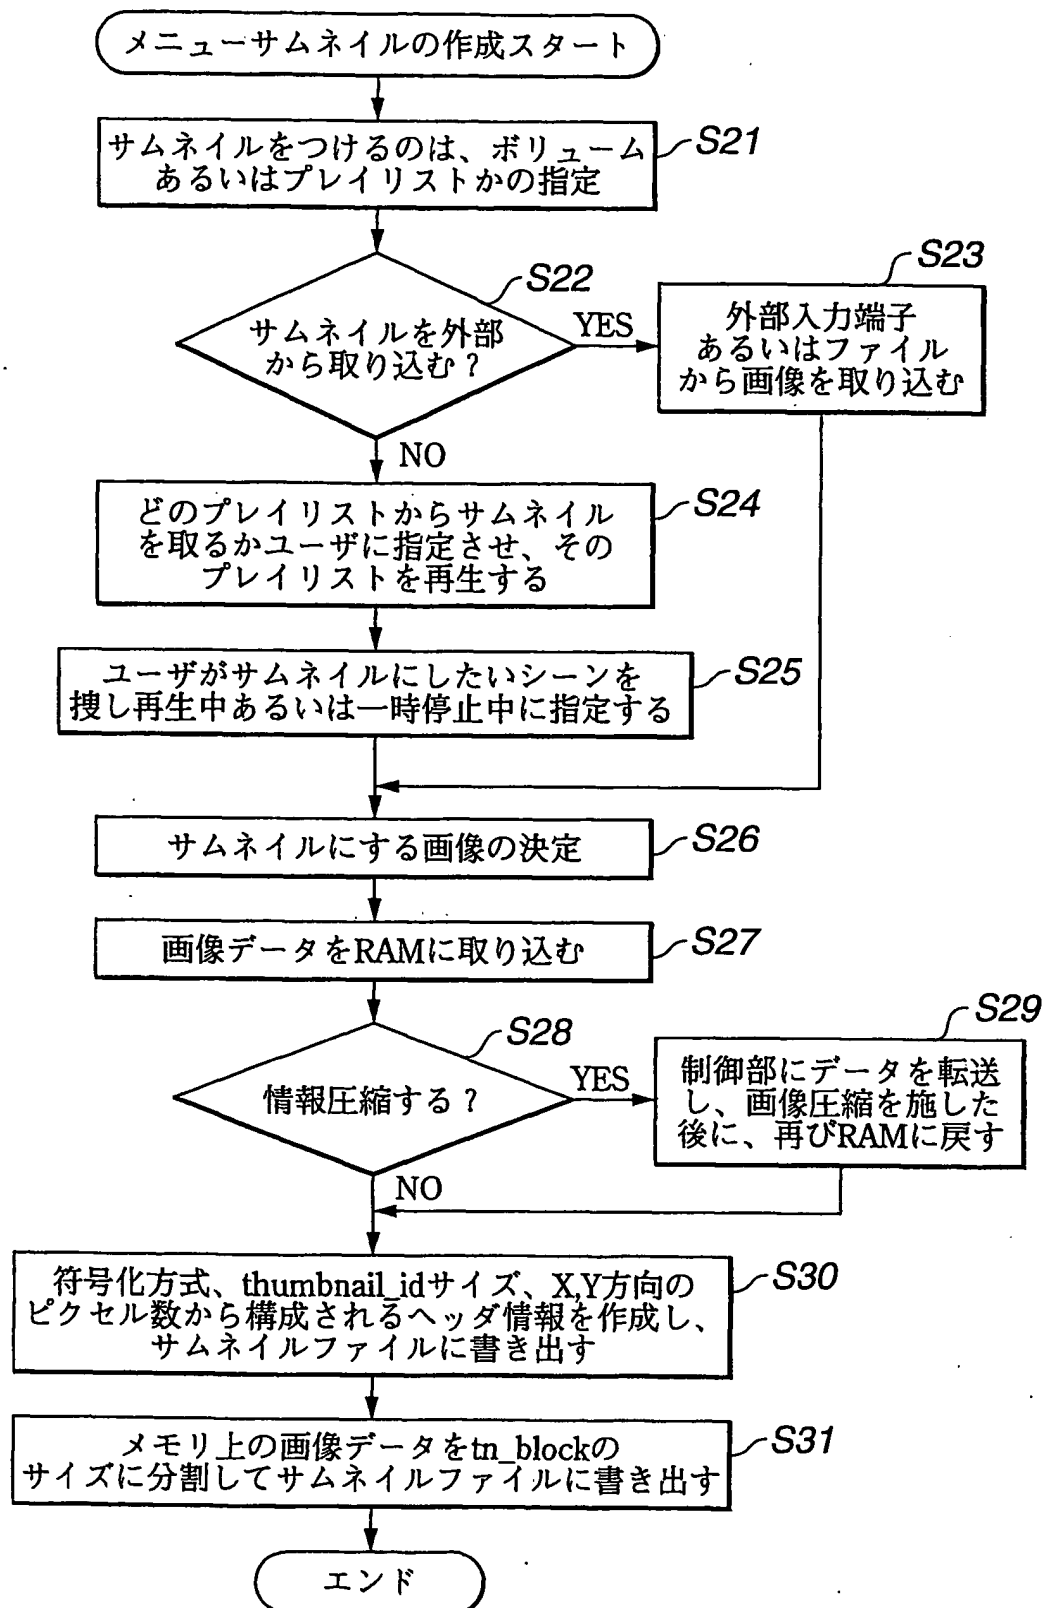 メニューサムネイルの作成スタート
サムネイルをつけるのは、ボリューム
あるいはプレイリストかの指定
S21
サムネイルを外部
から取り込む?
S22
YES
外部入力端子
あるいはファイル
から画像を取り込む
S23
NO
どのプレイリストからサムネイル
を取るかユーザに指定させ、その
プレイリストを再生する
S24
ユーザがサムネイルにしたいシーンを
捜し再生中あるいは一時停止中に指定する
S25
サムネイルにする画像の決定
S26
画像データをRAMに取り込む
S27
情報圧縮する?
S28
YES
制御部にデータを転送
し、画像圧縮を施した
後に、再びRAMに戻す
S29
NO
符号化方式、thumbnail_idサイズ、X,Y方向の
ピクセル数から構成されるヘッダ情報を作成し、
サムネイルファイルに書き出す
S30
メモリ上の画像データをtn_blockの
サイズに分割してサムネイルファイルに書き出す
S31
エンド